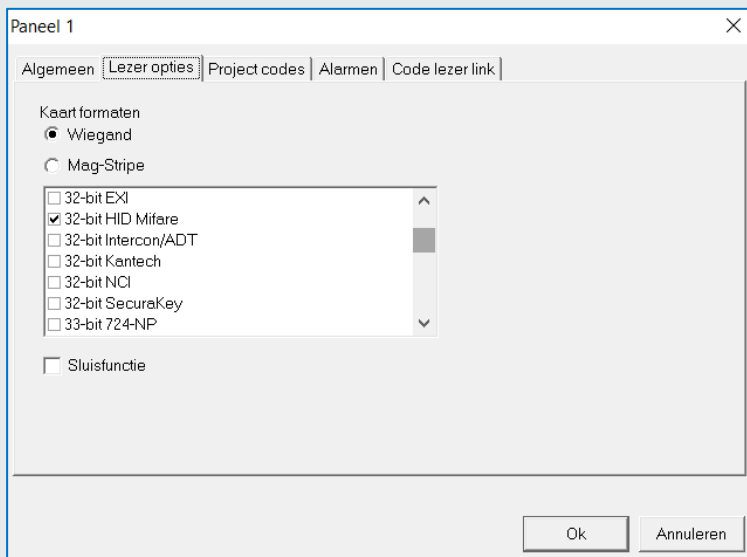 Paneel 1
Algemeen Lezer opties Project codes Alarmen Code lezer link
Kaart formaten
Wiegand
Mag-Stripe
32-bit EXI
32-bit HID Mifare
32-bit Intercon/ADT
32-bit Kantech
32-bit NCI
32-bit SecuraKey
33-bit 724-NP
Sluisfunctie
Ok Annuleren